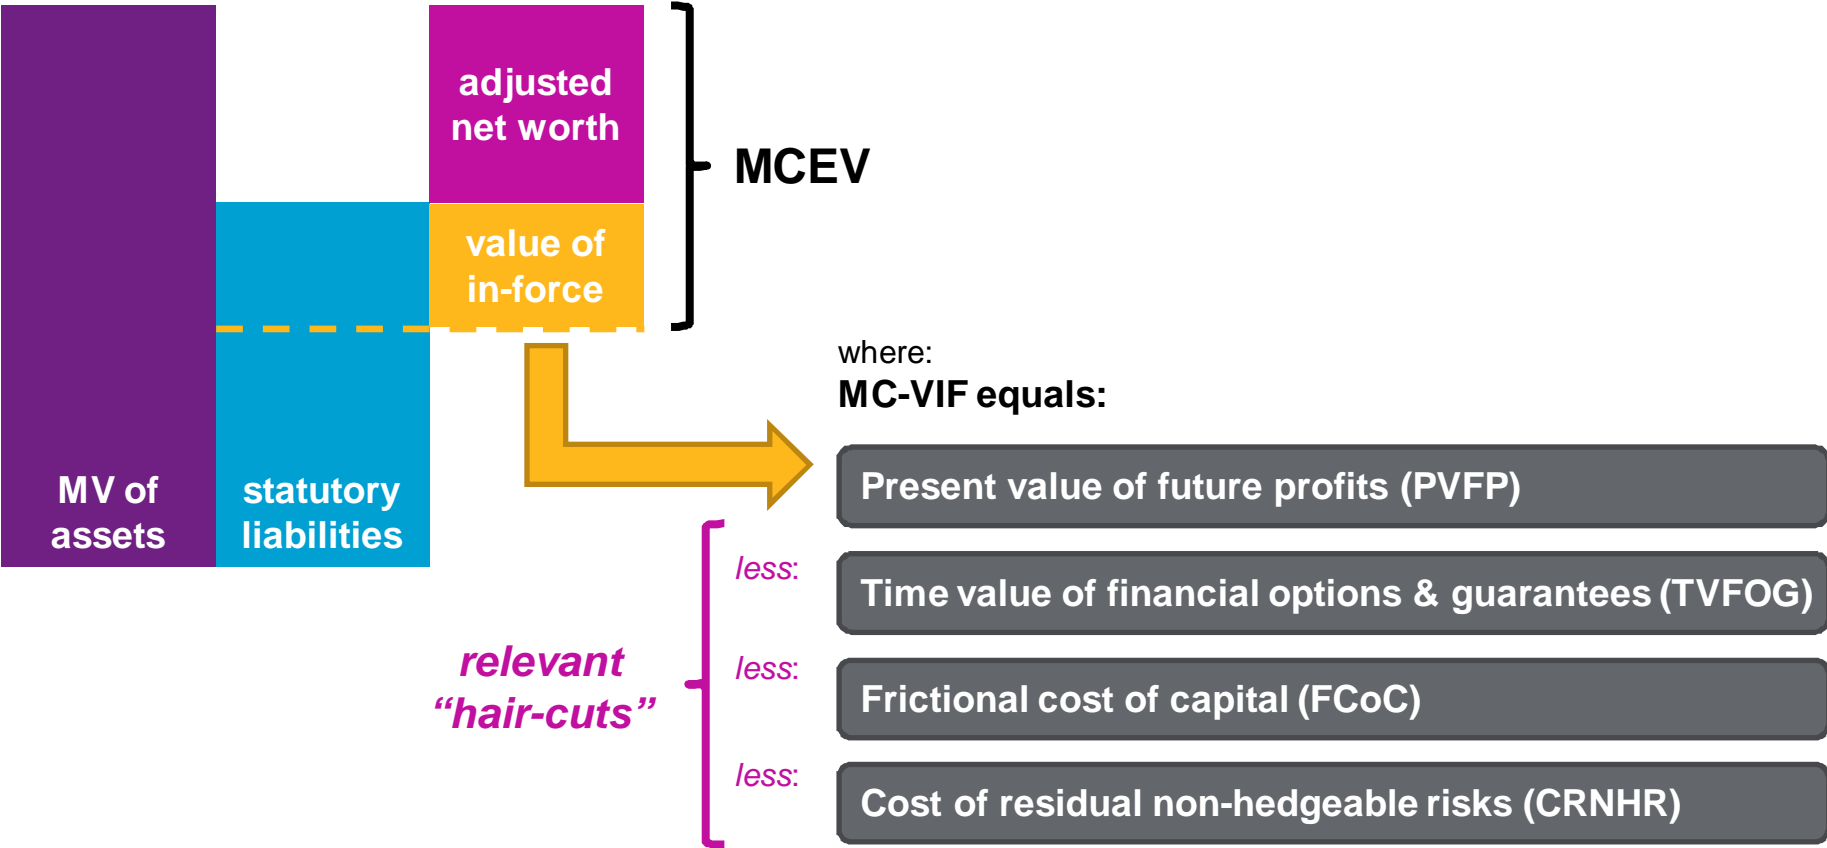 adjusted
net worth
MCEV
value of
in-force
where:
MC-VIF equals:
MV of
assets
statutory
liabilities
Present value of future profits (PVFP)
less:
Time value of financial options & guarantees (TVFOG)
relevant
“hair-cuts”
less:
Frictional cost of capital (FCoC)
less:
Cost of residual non-hedgeable risks (CRNHR)